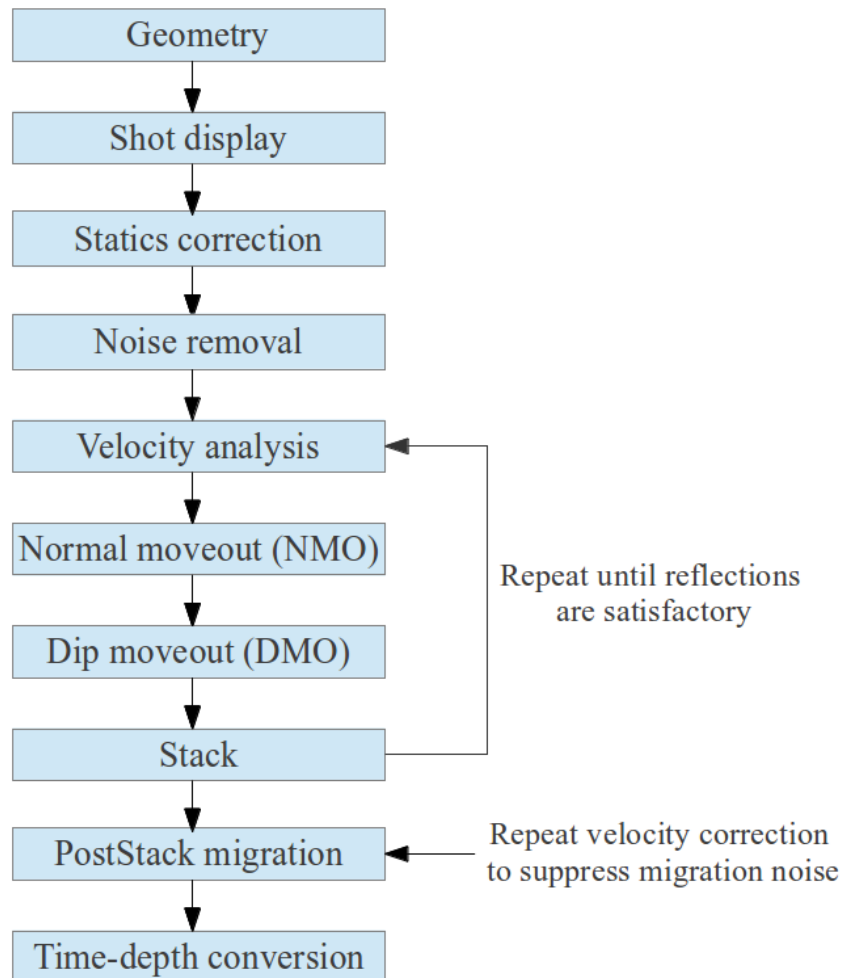 Geometry
Shot display
Statics correction
Noise removal
Velocity analysis
Normal moveout (NMO)
Repeat until reflections
are satisfactory
Dip moveout (DMO)
Stack
Repeat velocity correction
to suppress migration noise
PostStack migration
Time-depth conversion